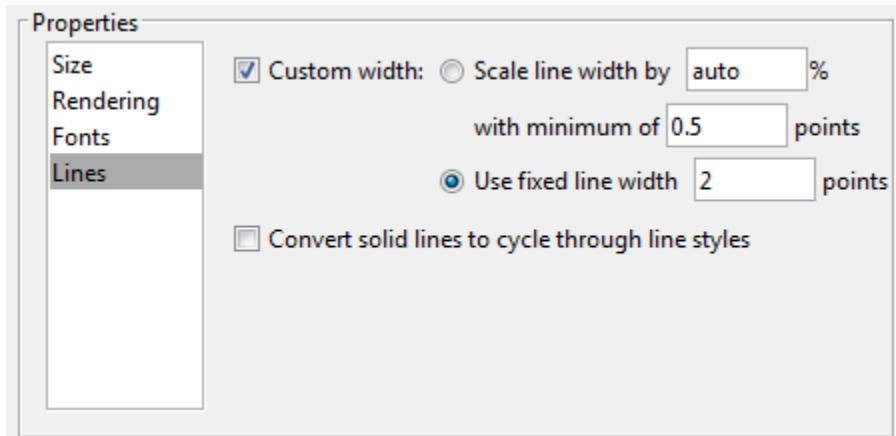 Properties
Size
Rendering
Fonts
Lines
Custom width:
Scale line width by auto %
with minimum of 0.5 points
Use fixed line width 2 points
Convert solid lines to cycle through line styles